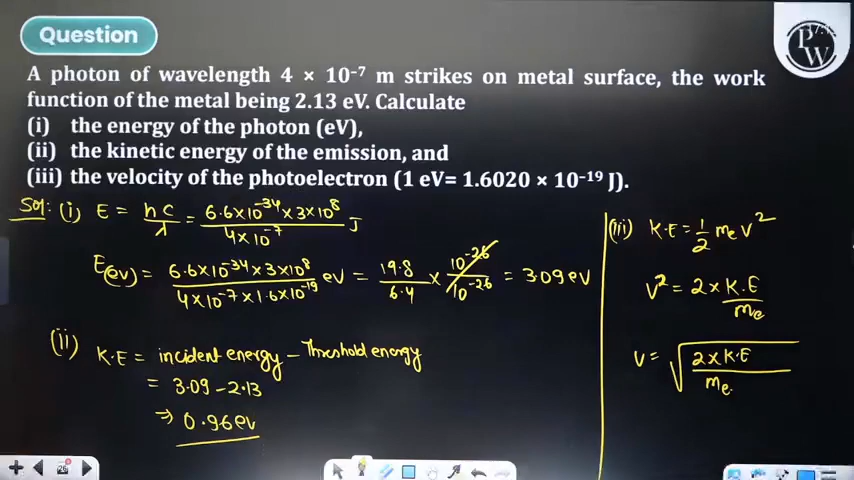 Question
PW
A photon of wavelength 4 × 10⁻⁷ m strikes on metal surface, the work
function of the metal being 2.13 eV. Calculate
(i) the energy of the photon (eV),
(ii) the kinetic energy of the emission, and
(iii) the velocity of the photoelectron (1 eV= 1.6020 × 10⁻¹⁹ J).
Sol: (i) E = hc/λ = 6.6×10⁻³⁴×3×10⁸ / 4×10⁻⁷ J
E(ev) = 6.6×10⁻³⁴×3×10⁸ / 4×10⁻⁷×1.6×10⁻¹⁹ eV = 19.8/6.4 × 10⁻²⁶/10⁻²⁶ = 3.09 eV
(ii) K.E = incident energy – Threshold energy
= 3.09 – 2.13
⇒ 0.96 eV
(iii) K.E = 1/2 mₑ v²
v² = 2 × K.E / mₑ
v = √(2×K.E / mₑ)
26